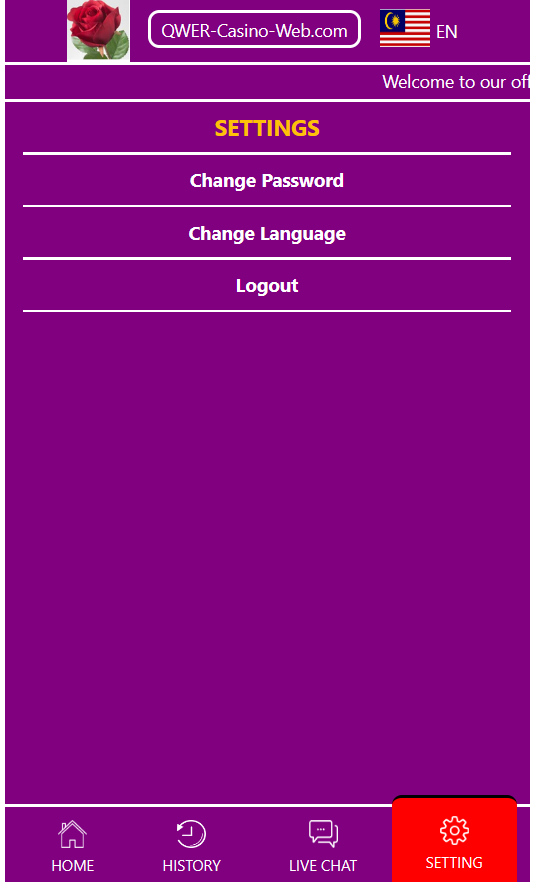 QWER-Casino-Web.com
EN
Welcome to our
SETTINGS
Change Password
Change Language
Logout
HOME
HISTORY
LIVE CHAT
SETTING